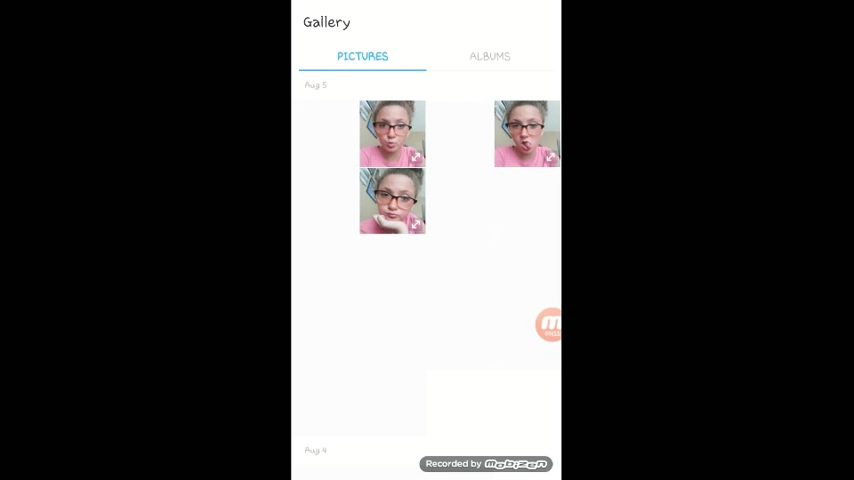 Gallery
PICTURES
ALBUMS
Aug 5
Aug 4
Recorded by mobizen